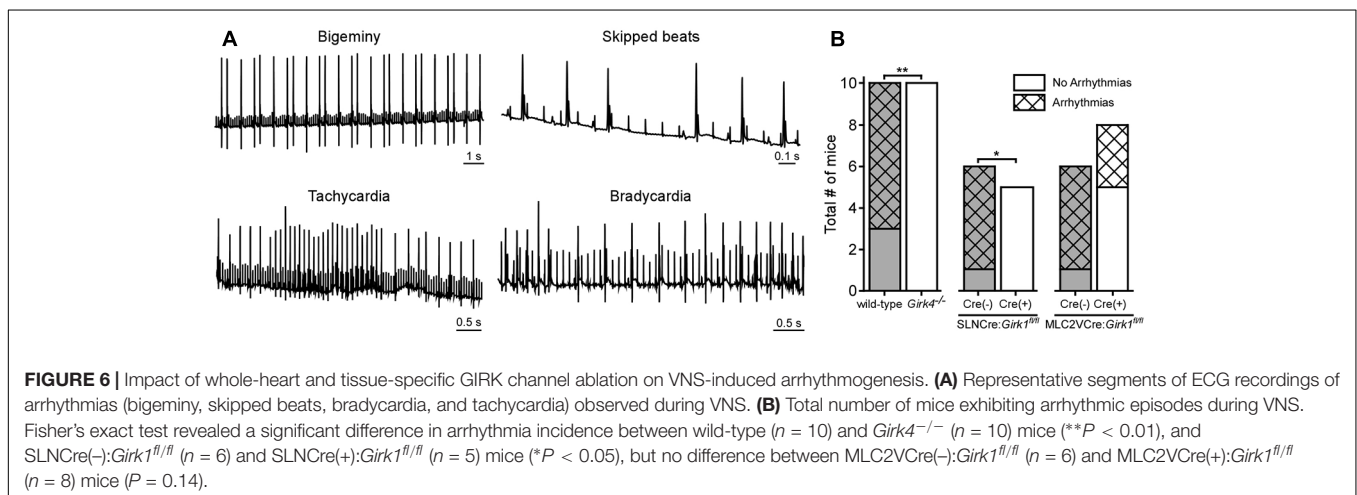 A
Bigeminy
Skipped beats
1 s
0.1 s
Tachycardia
Bradycardia
0.5 s
0.5 s
B
Total # of mice
10
8
6
4
2
0
**
*
No Arrhythmias
Arrhythmias
wild-type Girk4-/-
Cre(-) Cre(+)
SLNCre:Girk1fl/fl
Cre(-) Cre(+)
MLC2VCre:Girk1fl/fl
FIGURE 6 | Impact of whole-heart and tissue-specific GIRK channel ablation on VNS-induced arrhythmogenesis. (A) Representative segments of ECG recordings of
arrhythmias (bigeminy, skipped beats, bradycardia, and tachycardia) observed during VNS. (B) Total number of mice exhibiting arrhythmic episodes during VNS.
Fisher's exact test revealed a significant difference in arrhythmia incidence between wild-type (n = 10) and Girk4−/− (n = 10) mice (**P < 0.01), and
SLNCre(–):Girk1fl/fl (n = 6) and SLNCre(+):Girk1fl/fl (n = 5) mice (*P < 0.05), but no difference between MLC2VCre(–):Girk1fl/fl (n = 6) and MLC2VCre(+):Girk1fl/fl
(n = 8) mice (P = 0.14).